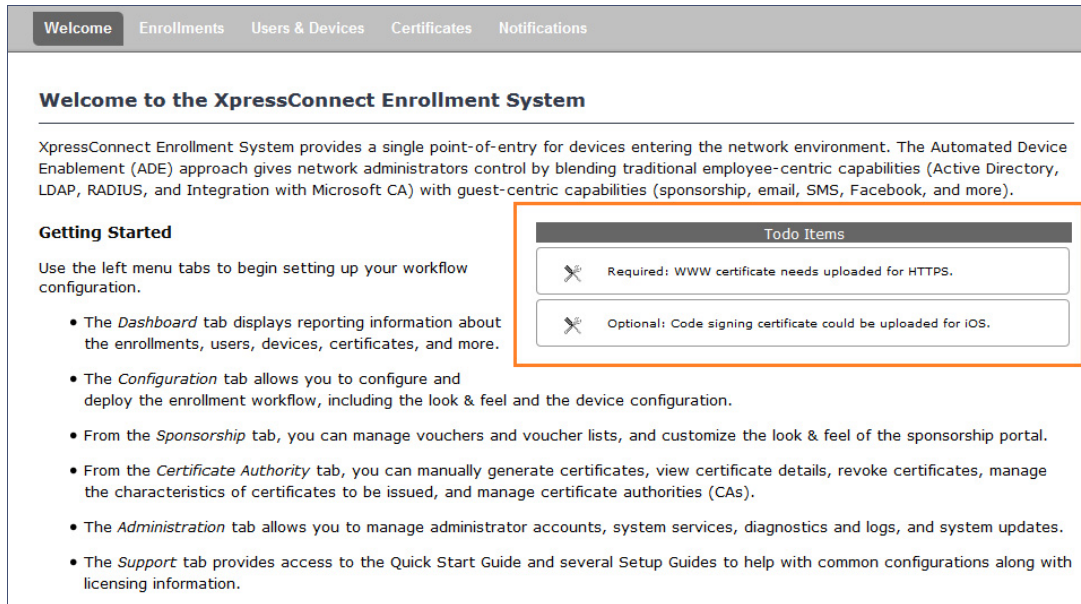 Welcome Enrollments Users & Devices Certificates Notifications
Welcome to the XpressConnect Enrollment System
XpressConnect Enrollment System provides a single point-of-entry for devices entering the network environment. The Automated Device
Enablement (ADE) approach gives network administrators control by blending traditional employee-centric capabilities (Active Directory,
LDAP, RADIUS, and Integration with Microsoft CA) with guest-centric capabilities (sponsorship, email, SMS, Facebook, and more).
Getting Started
Use the left menu tabs to begin setting up your workflow
configuration.
• The Dashboard tab displays reporting information about
the enrollments, users, devices, certificates, and more.
Todo Items
Required: WWW certificate needs uploaded for HTTPS.
Optional: Code signing certificate could be uploaded for iOS.
• The Configuration tab allows you to configure and
deploy the enrollment workflow, including the look & feel and the device configuration.
• From the Sponsorship tab, you can manage vouchers and voucher lists, and customize the look & feel of the sponsorship portal.
• From the Certificate Authority tab, you can manually generate certificates, view certificate details, revoke certificates, manage
the characteristics of certificates to be issued, and manage certificate authorities (CAs).
• The Administration tab allows you to manage administrator accounts, system services, diagnostics and logs, and system updates.
• The Support tab provides access to the Quick Start Guide and several Setup Guides to help with common configurations along with
licensing information.